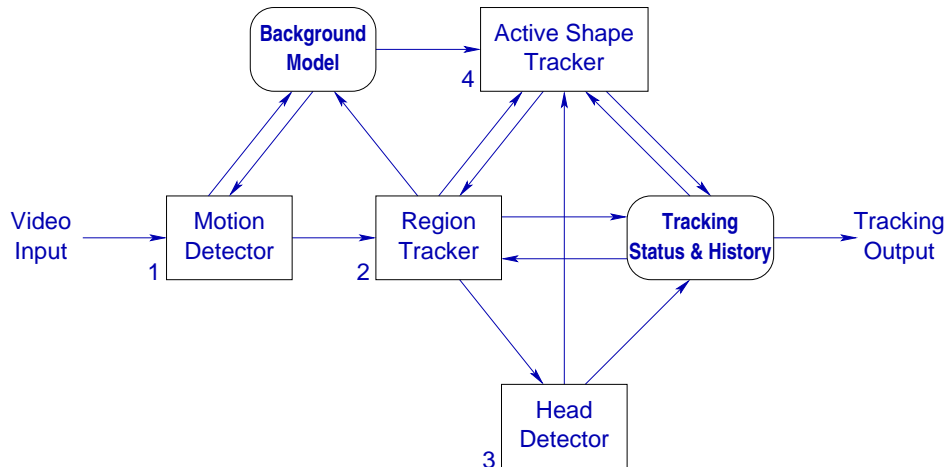 Background
Model
Active Shape
Tracker
4
Video
Input
Motion
Detector
1
Region
Tracker
2
Tracking
Status & History
Tracking
Output
Head
Detector
3